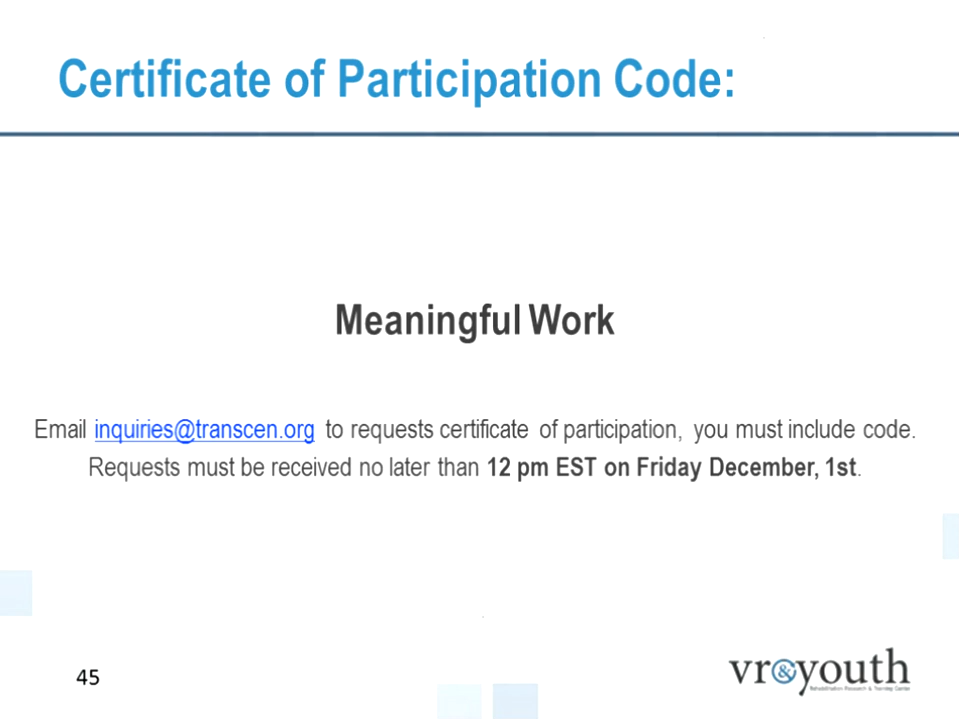 Certificate of Participation Code:
Meaningful Work
Email inquiries@transcen.org to requests certificate of participation, you must include code.
Requests must be received no later than 12 pm EST on Friday December, 1st.
45
vr&youth
Rehabilitation Research & Training Center